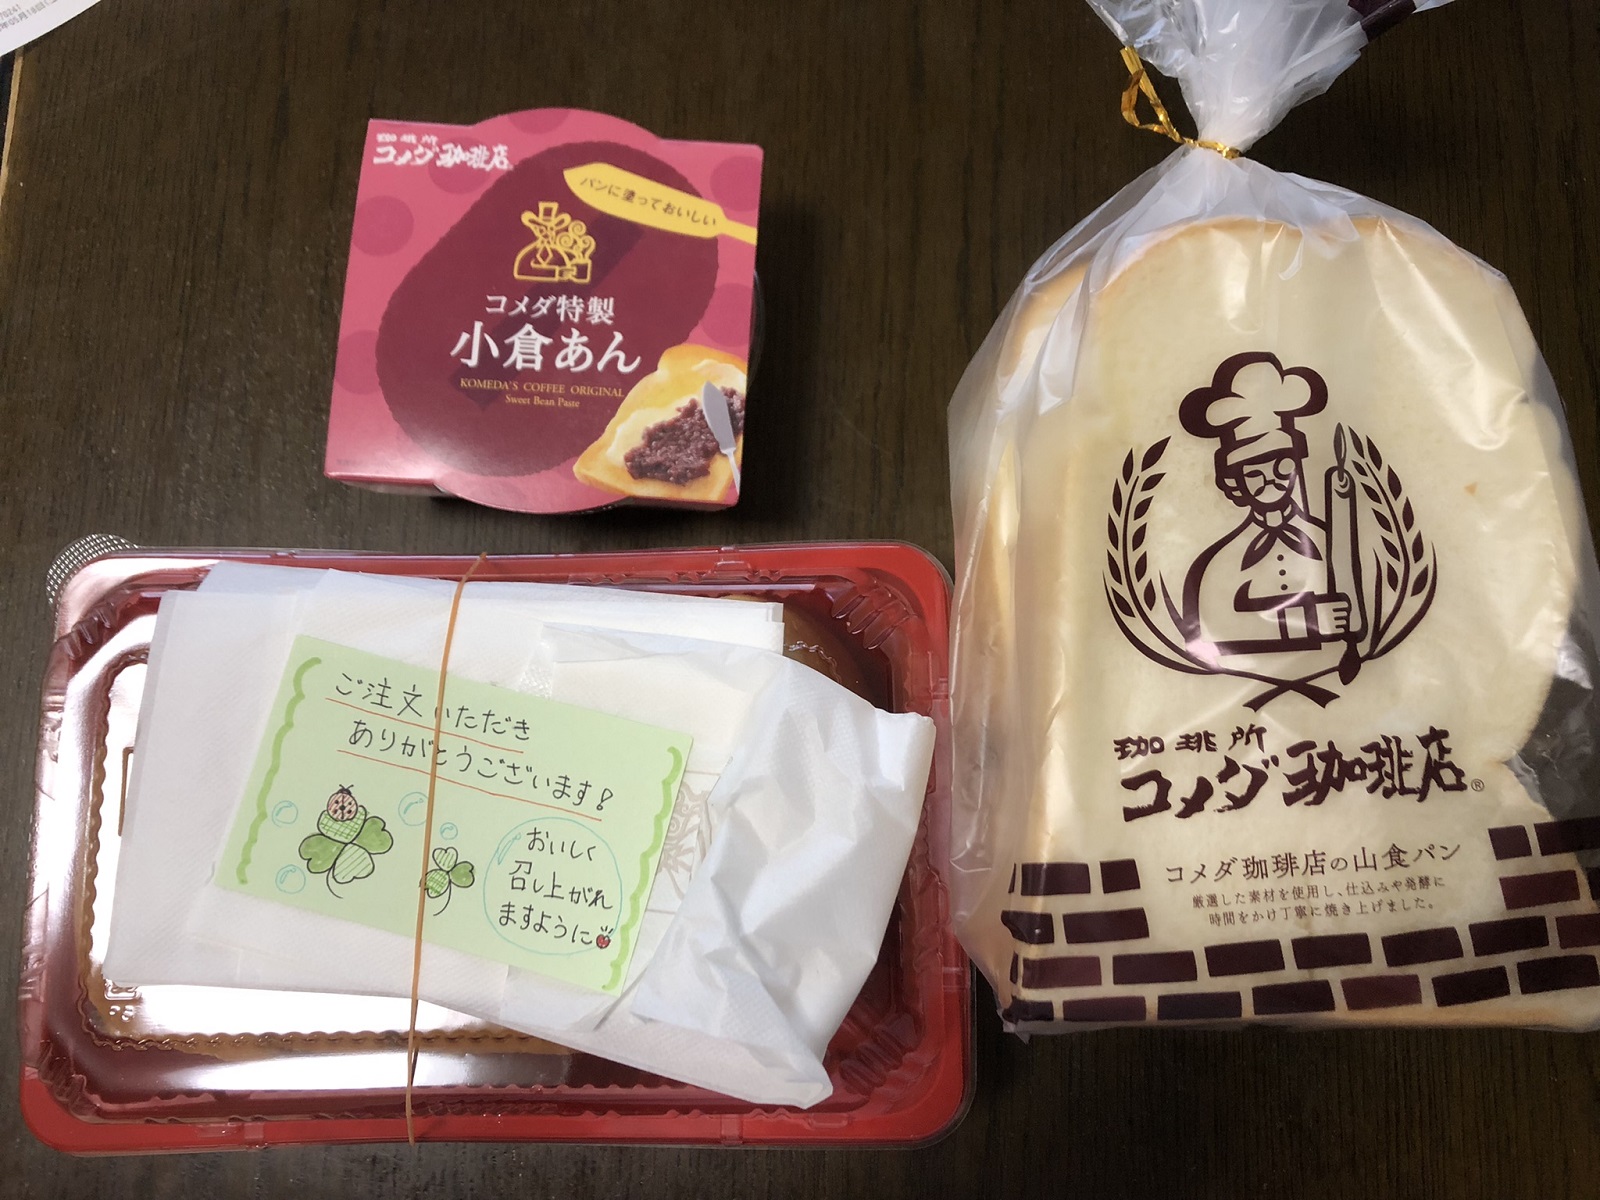 珈琲所
コメダ珈琲店
パンに塗っておいしい
コメダ特製
小倉あん
KOMEDA'S COFFEE ORIGINAL
Sweet Bean Paste
ご注文いただき
ありがとうございます!
おいしく
召し上がれ
ますように
珈琲所
コメダ珈琲店®
コメダ珈琲店の山食パン
厳選した素材を使用し、仕込みや発酵に
時間をかけ丁寧に焼き上げました。